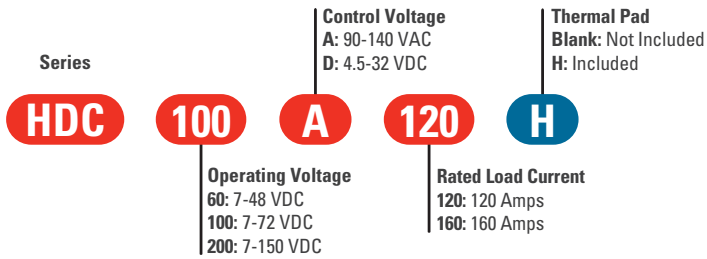 Control Voltage
A: 90-140 VAC
D: 4.5-32 VDC
Thermal Pad
Blank: Not Included
H: Included
Series
HDC
100
A
120
H
Operating Voltage
60: 7-48 VDC
100: 7-72 VDC
200: 7-150 VDC
Rated Load Current
120: 120 Amps
160: 160 Amps